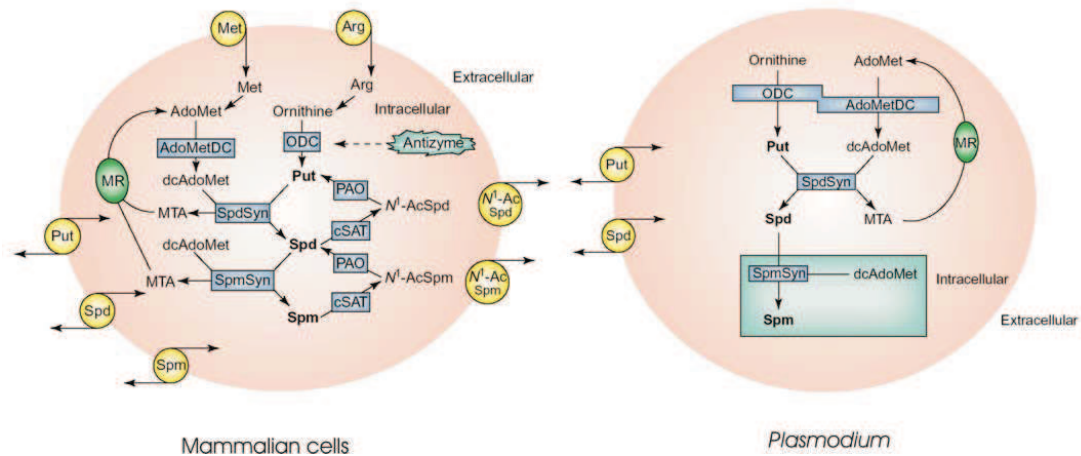 Met
Arg
Extracellular
Met
Arg
Intracellular
AdoMet
Ornithine
AdoMetDC
ODC
Antizyme
MR
dcAdoMet
Put
PAO
N¹-AcSpd
N¹-Ac
Spd
MTA
SpdSyn
cSAT
Put
dcAdoMet
Spd
PAO
N¹-AcSpm
N¹-Ac
Spm
MTA
SpmSyn
cSAT
Spd
Spm
Spm
Mammalian cells
Ornithine
AdoMet
ODC
AdoMetDC
MR
Put
dcAdoMet
Put
SpdSyn
Spd
MTA
Spd
SpmSyn
dcAdoMet
Intracellular
Spm
Extracellular
Plasmodium